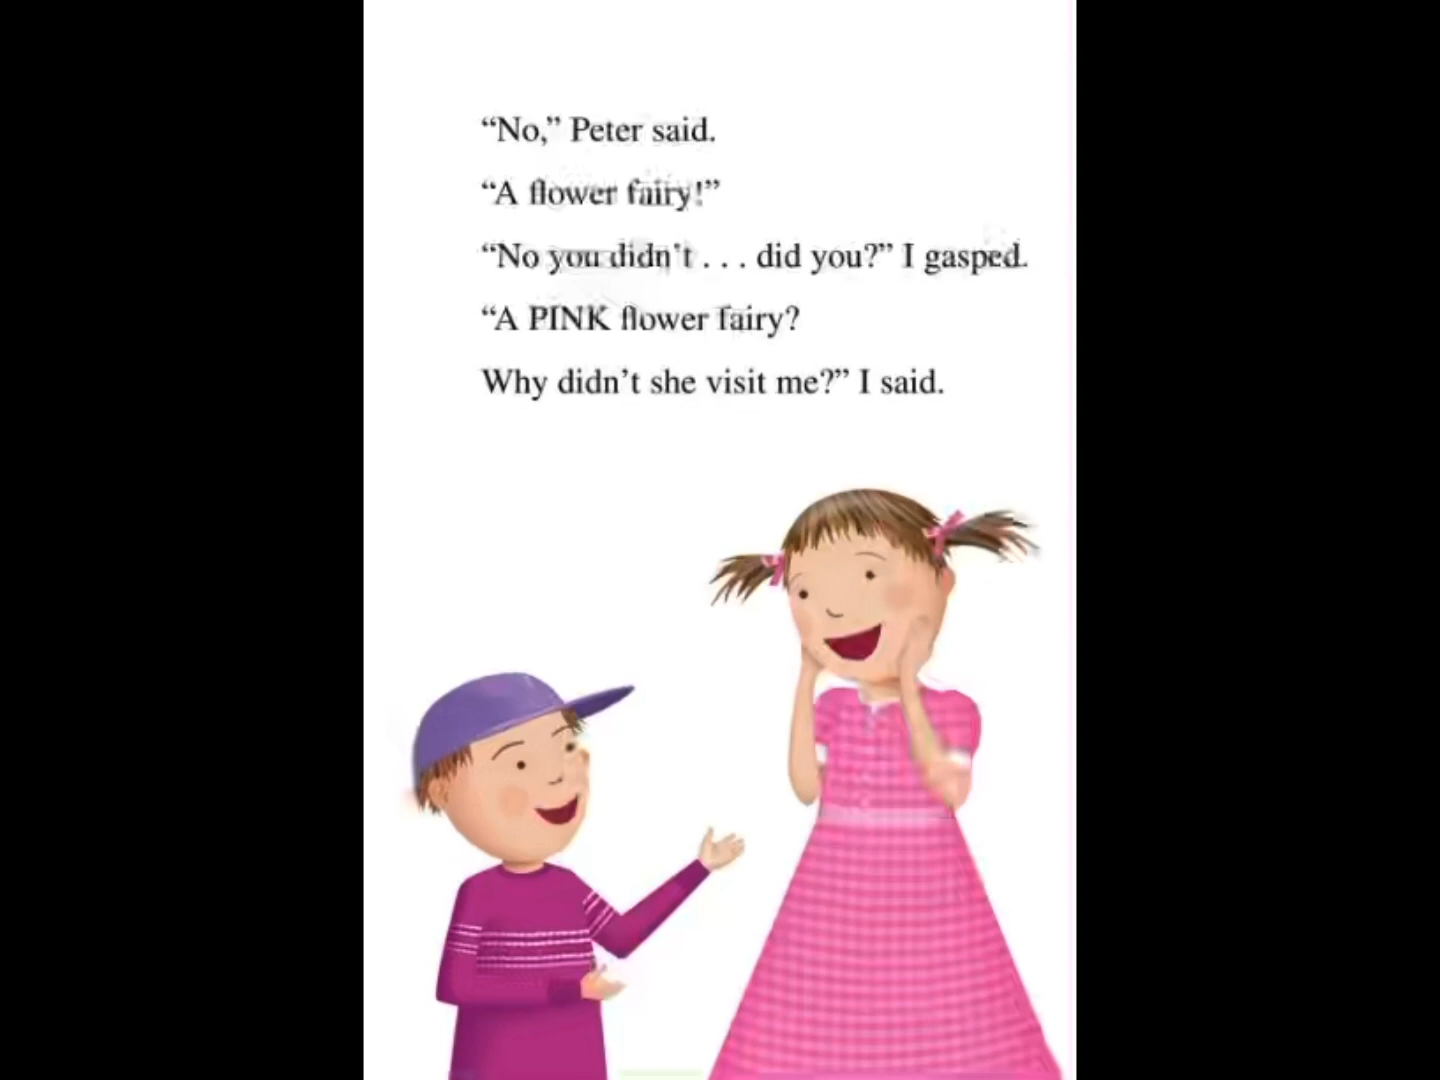 “No,” Peter said.
“A flower fairy!”
“No you didn’t . . . did you?” I gasped.
“A PINK flower fairy?
Why didn’t she visit me?” I said.